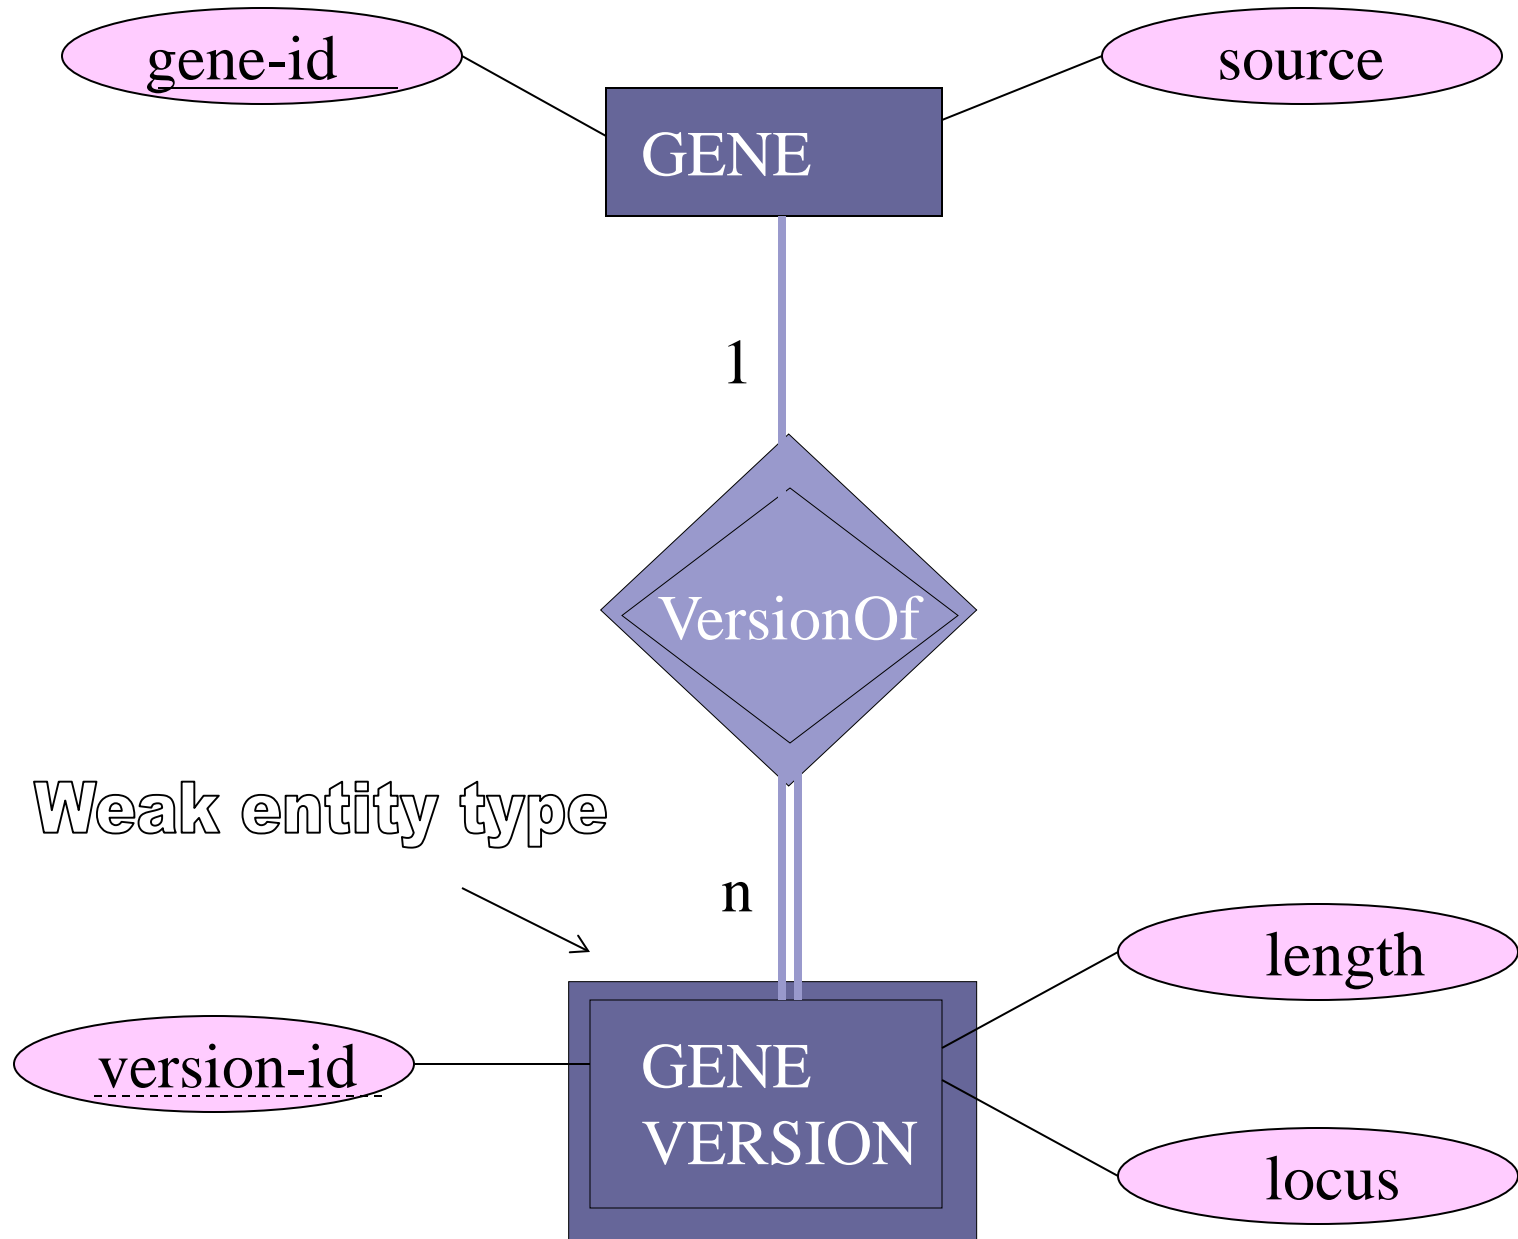 gene-id
source
GENE
1
VersionOf
Weak entity type
n
length
version-id
GENE
VERSION
locus